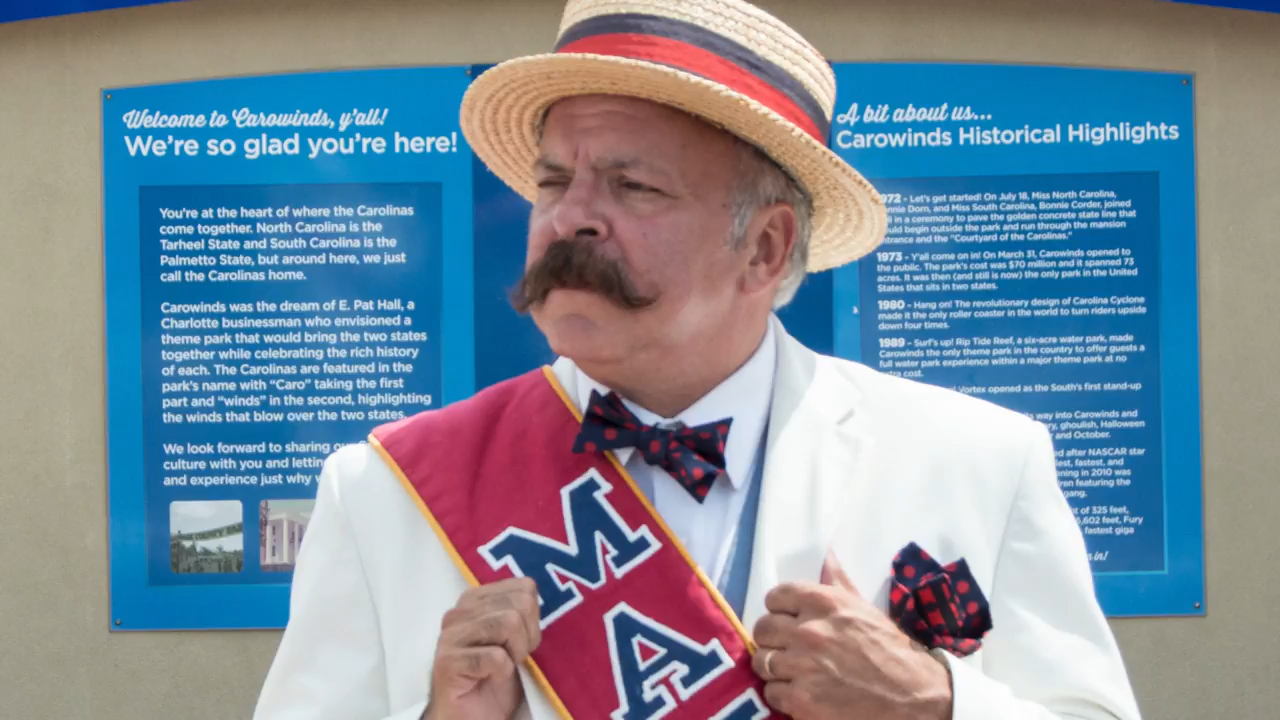 Welcome to Carowinds, y'all!
We're so glad you're here!
You're at the heart of where the Carolinas
come together. North Carolina is the
Tarheel State and South Carolina is the
Palmetto State, but around here, we just
call the Carolinas home.
Carowinds was the dream of E. Pat Hall, a
Charlotte businessman who envisioned a
theme park that would bring the two states
together while celebrating the rich history
of each. The Carolinas are featured in the
park's name with “Caro” taking the first
part and “winds” in the second, highlighting
the winds that blow over the two states.
We look forward to sharing
culture with you and
and experience just why
A bit about us...
Carowinds Historical Highlights
972 - Let's get started! On July 18, Miss North Carolina,
Dorn, and Miss South Carolina, Bonnie Corder, joined
in a ceremony to pave the golden concrete state line that
begin outside the park and run through the mansion
and the “Courtyard of the Carolinas.”
1973 - Y'all come on in! On March 31, Carowinds opened to
the public. The park's cost was $70 million and it spanned 73
acres. It was then (and still is now) the only park in the United
States that sits in two states.
1980 - Hang on! The revolutionary design of Carolina Cyclone
made it the only roller coaster in the world to turn riders upside
down four times.
1989 - Surf's up! Rip Tide Reef, a six-acre water park, made
Carowinds the only theme park in the country to offer guests a
full water park experience within a major theme park at no
cost.
Vortex opened as the South's first stand-up
way into Carowinds and
ghoulish, Halloween
and October.
after NASCAR star
fastest, and
in 2010 was
featuring the
gang.
of 325 feet,
6,602 feet, Fury
fastest giga
in!
M
A